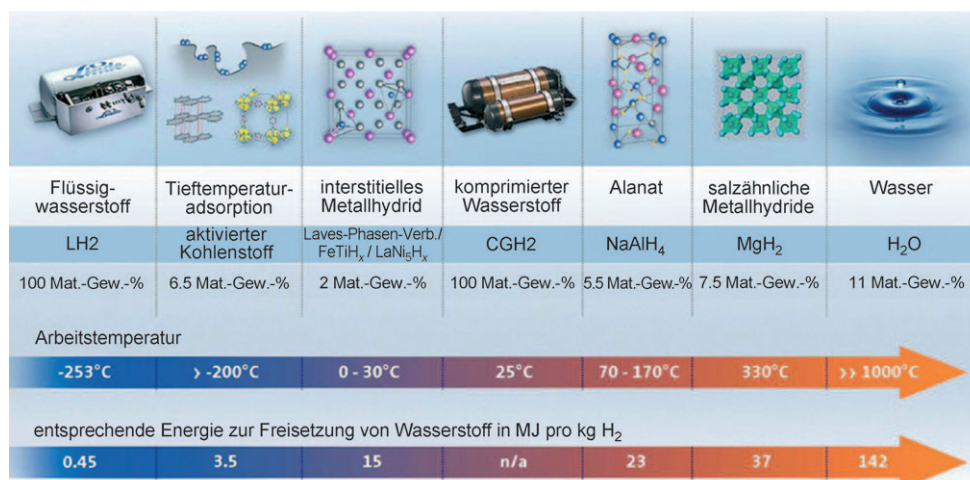 Linde
Flüssig-
wasserstoff
Tieftemperatur-
adsorption
interstitielles
Metallhydrid
komprimierter
Wasserstoff
Alanat
salzähnliche
Metallhydride
Wasser
LH2
aktivierter
Kohlenstoff
Laves-Phasen-Verb./
FeTiHₓ / LaNi₅Hₓ
CGH2
NaAlH₄
MgH₂
H₂O
100 Mat.-Gew.-%
6.5 Mat.-Gew.-%
2 Mat.-Gew.-%
100 Mat.-Gew.-%
5.5 Mat.-Gew.-%
7.5 Mat.-Gew.-%
11 Mat.-Gew.-%
Arbeitstemperatur
-253°C
> -200°C
0 - 30°C
25°C
70 - 170°C
330°C
>> 1000°C
entsprechende Energie zur Freisetzung von Wasserstoff in MJ pro kg H₂
0.45
3.5
15
n/a
23
37
142